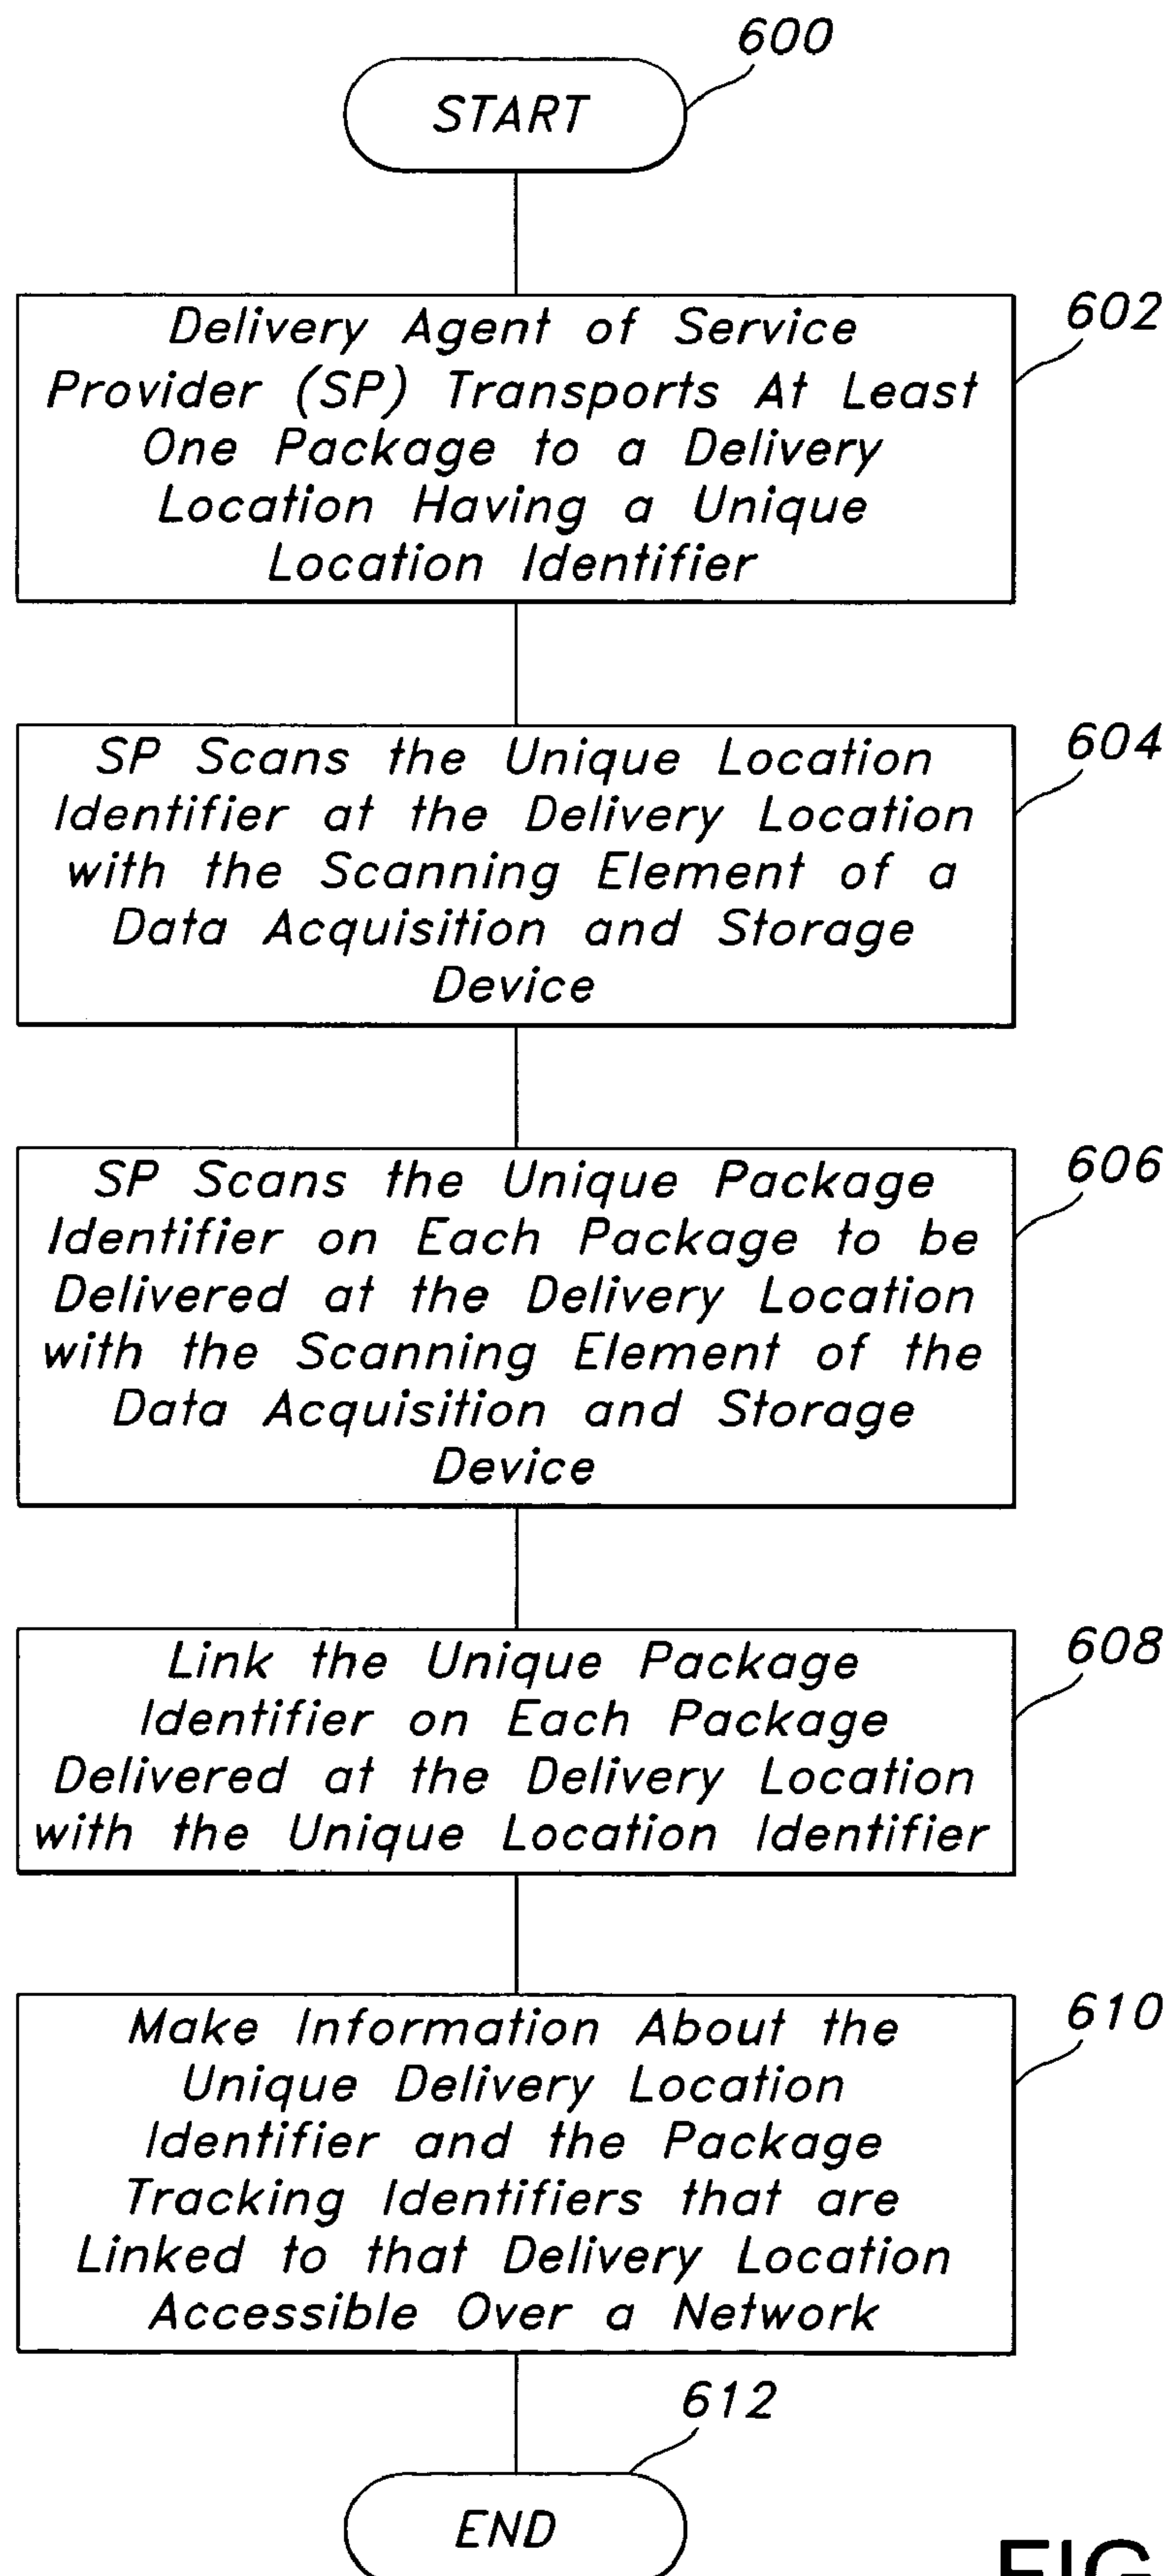 600
START
602
Delivery Agent of Service
Provider (SP) Transports At Least
One Package to a Delivery
Location Having a Unique
Location Identifier
604
SP Scans the Unique Location
Identifier at the Delivery Location
with the Scanning Element of a
Data Acquisition and Storage
Device
606
SP Scans the Unique Package
Identifier on Each Package to be
Delivered at the Delivery Location
with the Scanning Element of the
Data Acquisition and Storage
Device
608
Link the Unique Package
Identifier on Each Package
Delivered at the Delivery Location
with the Unique Location Identifier
610
Make Information About the
Unique Delivery Location
Identifier and the Package
Tracking Identifiers that are
Linked to that Delivery Location
Accessible Over a Network
612
END
FIG